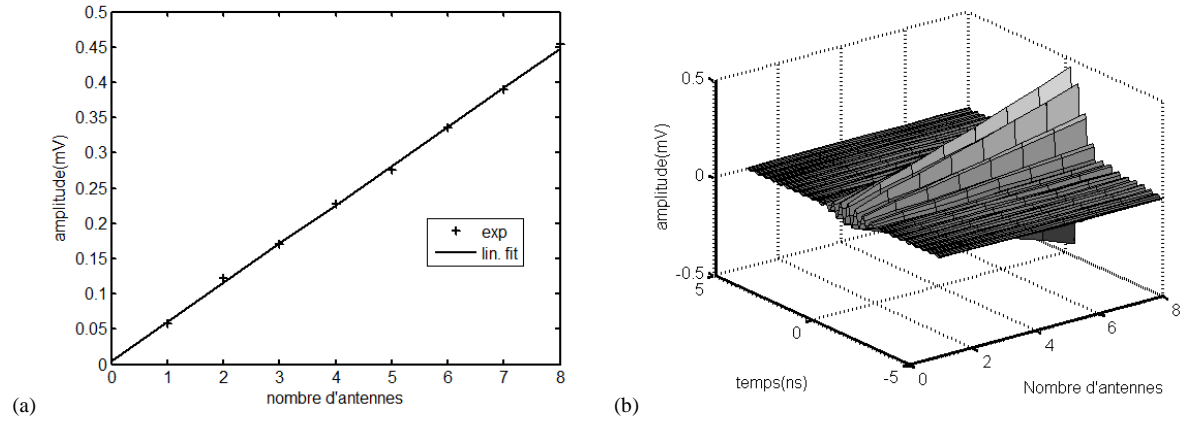 0.5
0.45
0.4
0.35
0.3
0.25
0.2
0.15
0.1
0.05
0
amplitude(mV)
0 1 2 3 4 5 6 7 8
nombre d'antennes
exp
lin. fit
(a)
0.5
0
-0.5
amplitude(mV)
5
0
-5
temps(ns)
0
2
4
6
8
Nombre d'antennes
(b)